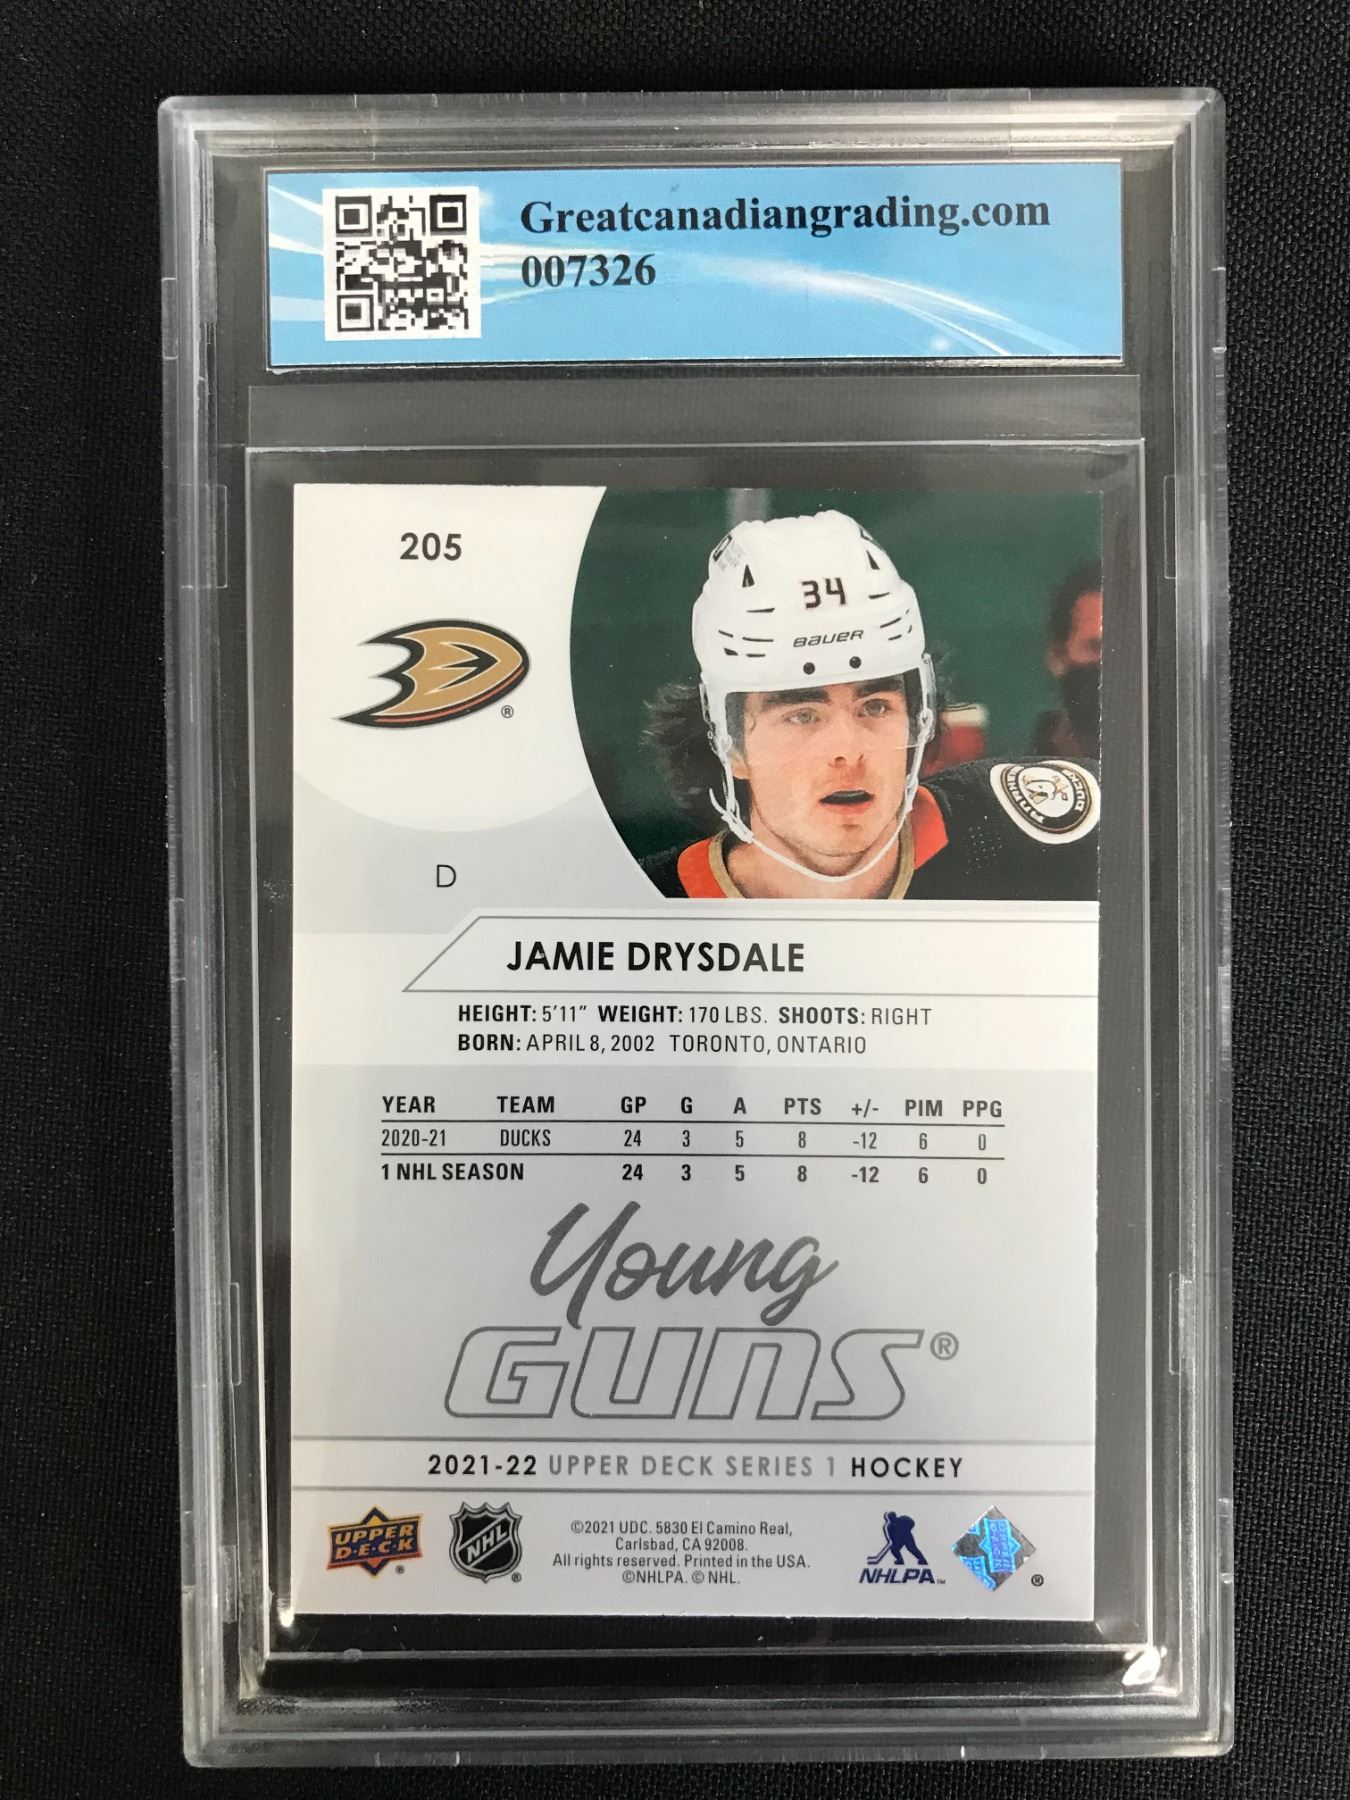 Greatcanadiangrading.com
007326
205
34
BAUER
®
D
JAMIE DRYSDALE
HEIGHT: 5'11" WEIGHT: 170 LBS. SHOOTS: RIGHT
BORN: APRIL 8, 2002 TORONTO, ONTARIO
YEAR TEAM GP G A PTS +/- PIM PPG
2020-21 DUCKS 24 3 5 8 -12 6 0
1 NHL SEASON 24 3 5 8 -12 6 0
Young
GUNS®
2021-22 UPPER DECK SERIES 1 HOCKEY
UPPER
D·E·C·K®
NHL®
©2021 UDC. 5830 El Camino Real,
Carlsbad, CA 92008.
All rights reserved. Printed in the USA.
©NHLPA. © NHL.
NHLPA™
®